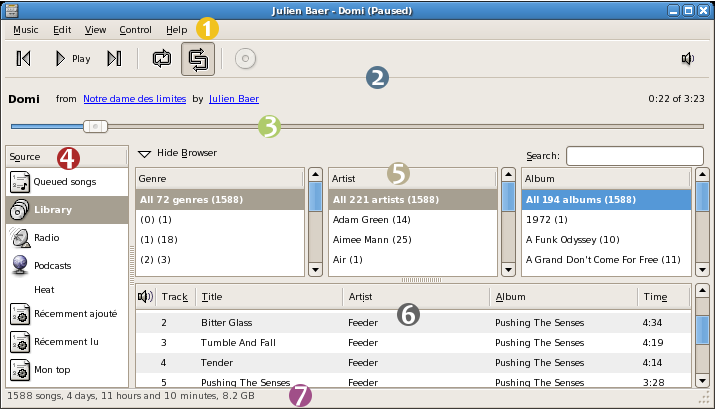 Julien Baer - Domi (Paused)
Music Edit View Control Help
1
Play
2
Domi from Notre dame des limites by Julien Baer 0:22 of 3:23
3
Source
4
Queued songs
Library
Radio
Podcasts
Heat
Récemment ajouté
Récemment lu
Mon top
Hide Browser
Search:
5
Genre
All 72 genres (1588)
(0) (1)
(1) (18)
(2) (3)
Artist
All 221 artists (1588)
Adam Green (14)
Aimee Mann (25)
Air (1)
Album
All 194 albums (1588)
1972 (1)
A Funk Odyssey (10)
A Grand Don't Come For Free (11)
Track Title Artist Album Time
6
2 Bitter Glass Feeder Pushing The Senses 4:34
3 Tumble And Fall Feeder Pushing The Senses 4:19
4 Tender Feeder Pushing The Senses 4:14
5 Pushing The Senses Feeder Pushing The Senses 3:28
1588 songs, 4 days, 11 hours and 10 minutes, 8.2 GB
7